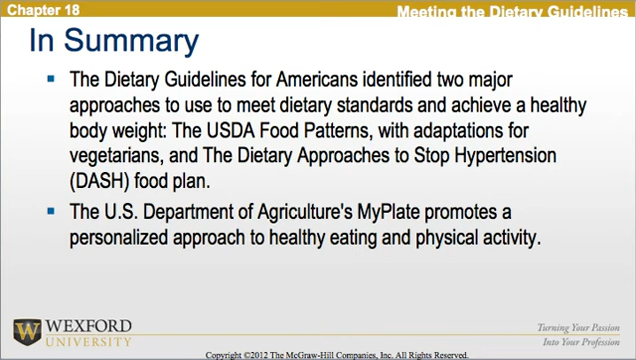 Chapter 18
Meeting the Dietary Guidelines
In Summary
▪ The Dietary Guidelines for Americans identified two major
approaches to use to meet dietary standards and achieve a healthy
body weight: The USDA Food Patterns, with adaptations for
vegetarians, and The Dietary Approaches to Stop Hypertension
(DASH) food plan.
▪ The U.S. Department of Agriculture's MyPlate promotes a
personalized approach to healthy eating and physical activity.
W WEXFORD
UNIVERSITY
Turning Your Passion
Into Your Profession
Copyright ©2012 The McGraw-Hill Companies, Inc. All Rights Reserved.